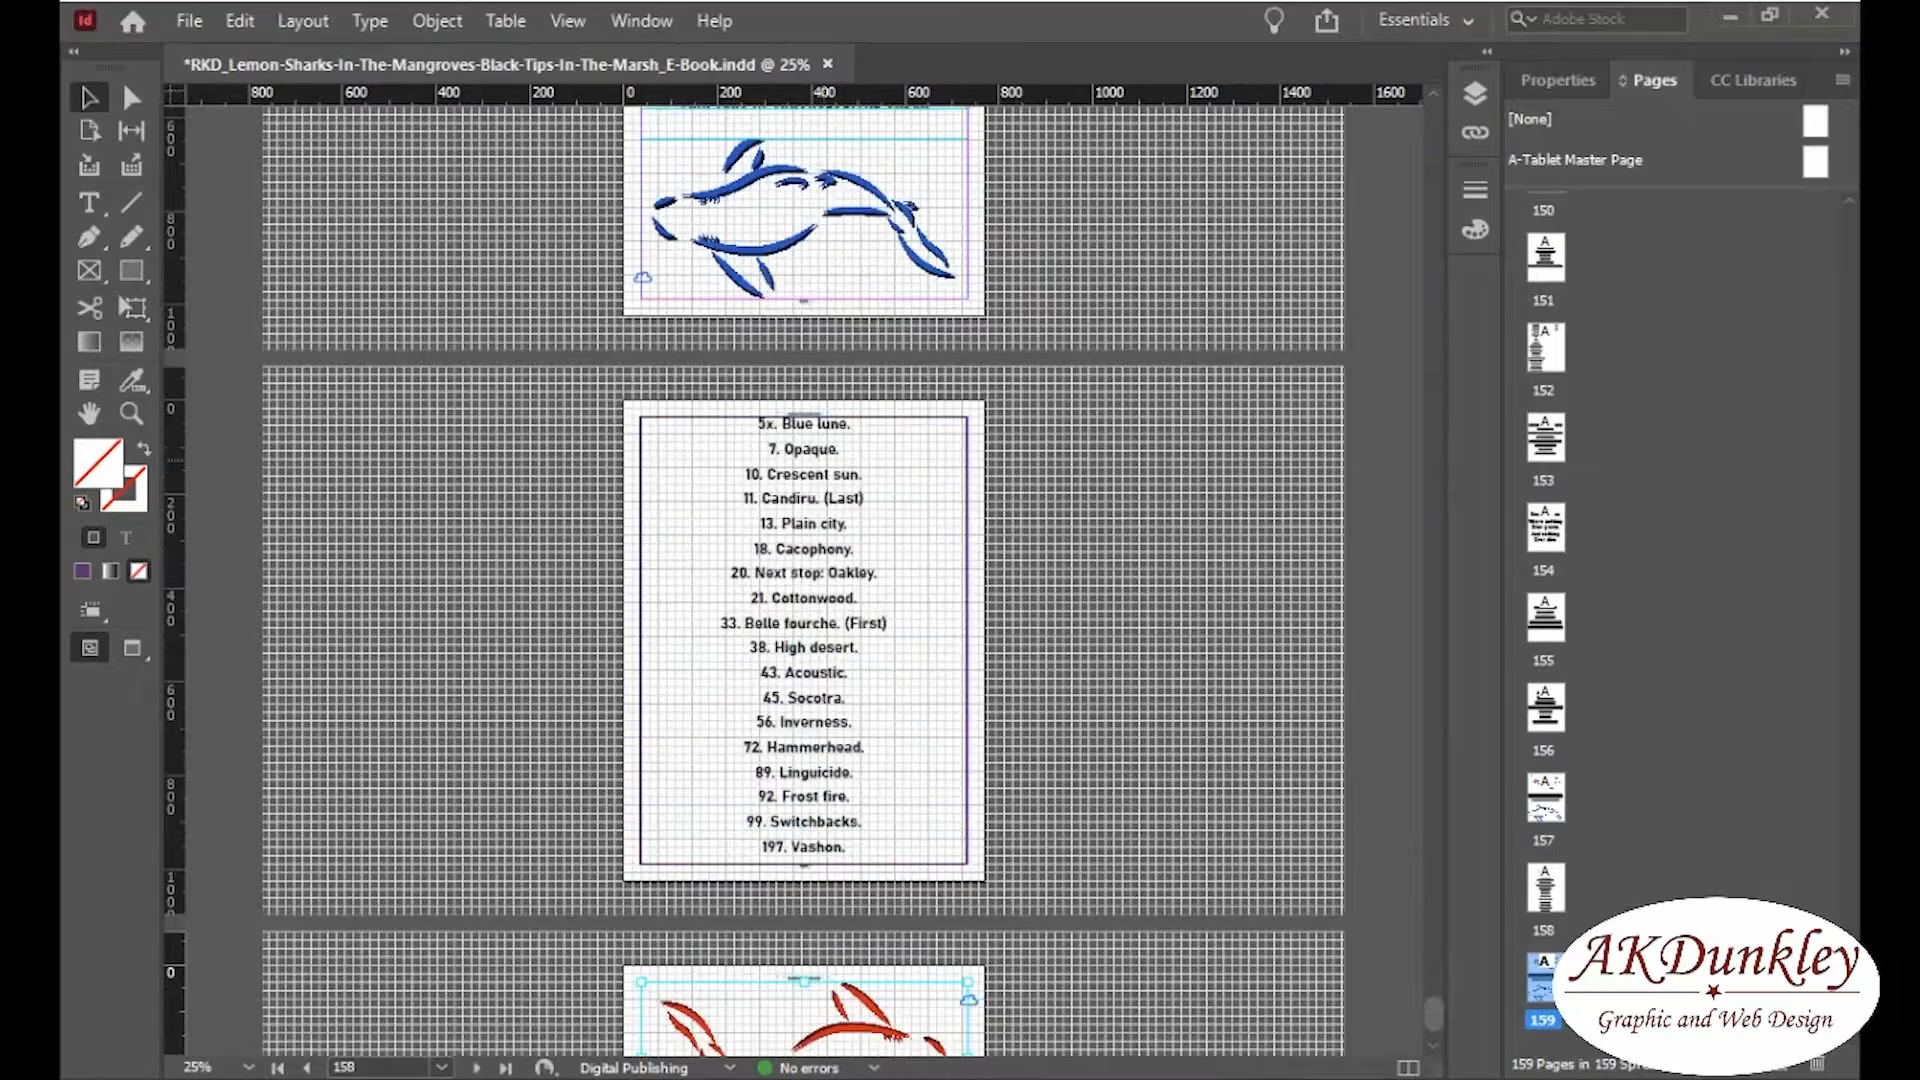 Id
File Edit Layout Type Object Table View Window Help
Essentials
Adobe Stock
*RKD_Lemon-Sharks-In-The-Mangroves-Black-Tips-In-The-Marsh_E-Book.indd @ 25%
800 600 400 200 0 200 400 600 800 1000 1200 1400 1600
Properties
Pages
CC Libraries
[None]
A-Tablet Master Page
5x. Blue lune.
7. Opaque.
10. Crescent sun.
11. Candiru. (Last)
13. Plain city.
18. Cacophony.
20. Next stop: Oakley.
21. Cottonwood.
33. Belle fourche. (First)
38. High desert.
43. Acoustic.
45. Socotra.
56. Inverness.
72. Hammerhead.
89. Linguicide.
92. Frost fire.
99. Switchbacks.
197. Vashon.
150
151
152
153
154
155
156
157
158
159
AKDunkley
Graphic and Web Design
25%
158
Digital Publishing
No errors
159 Pages in 159